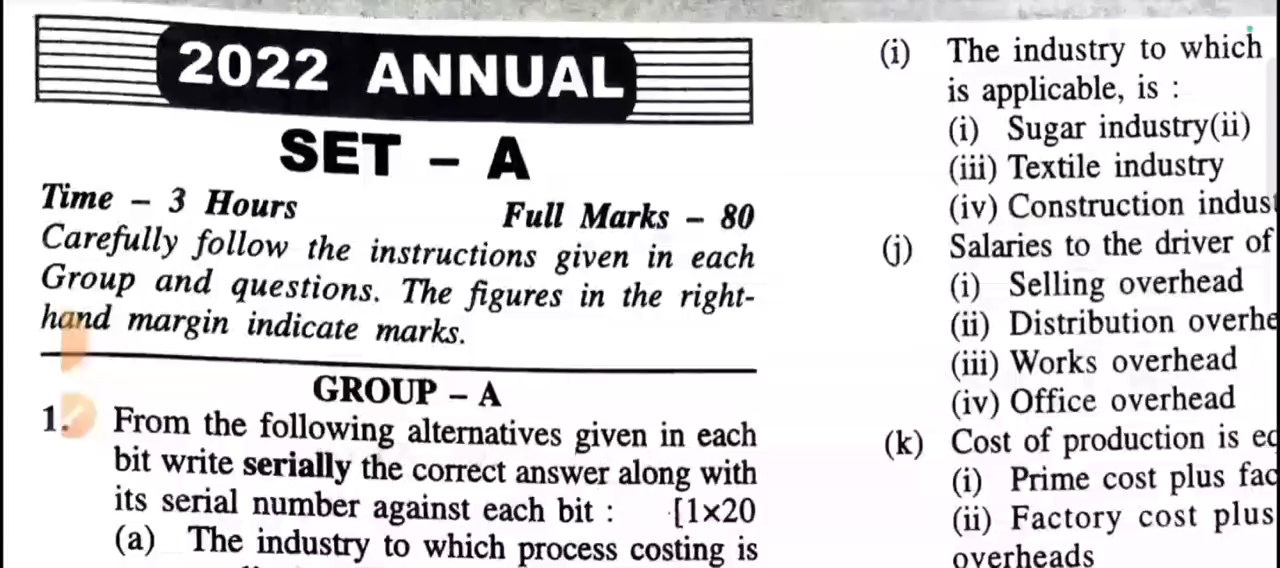 2022 ANNUAL
SET – A
Time – 3 Hours Full Marks – 80
Carefully follow the instructions given in each
Group and questions. The figures in the right-
hand margin indicate marks.
GROUP – A
1. From the following alternatives given in each
bit write serially the correct answer along with
its serial number against each bit : [1×20
(a) The industry to which process costing is
(i) The industry to which
is applicable, is :
(i) Sugar industry(ii)
(iii) Textile industry
(iv) Construction indus
(j) Salaries to the driver of
(i) Selling overhead
(ii) Distribution overhe
(iii) Works overhead
(iv) Office overhead
(k) Cost of production is eq
(i) Prime cost plus fac
(ii) Factory cost plus
overheads